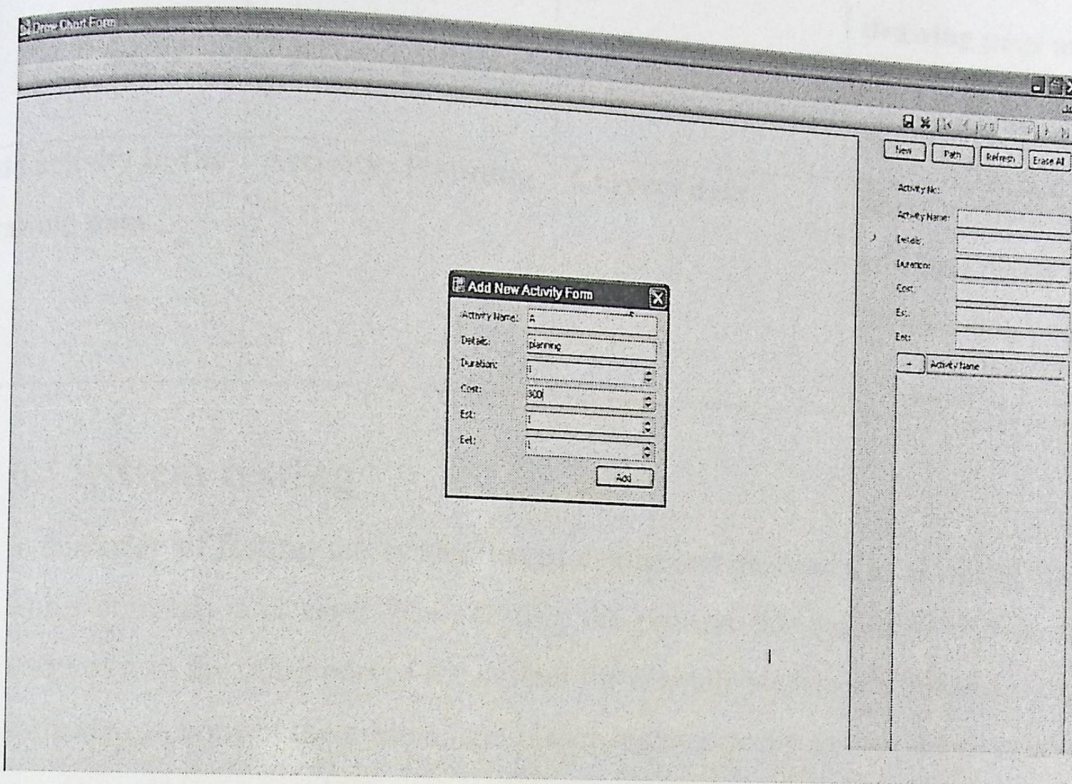 Draw Chart Form
New Path Refresh Erase All
Activity No:
Activity Name:
Details:
Duration:
Cost:
Est:
Eet:
Activity Name
Add New Activity Form
Activity Name: A
Details: planning
Duration: 1
Cost: 300
Est: 1
Eet: 1
Add